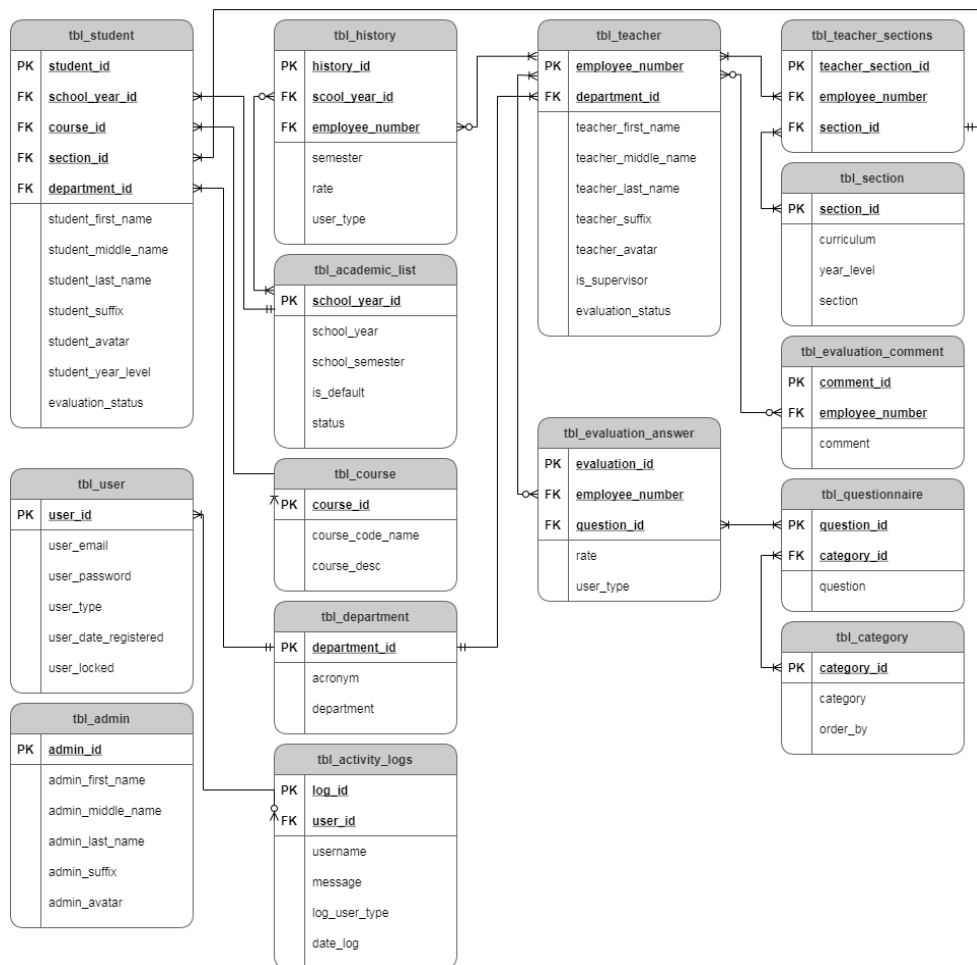 tbl_student
PK student_id
FK school_year_id
FK course_id
FK section_id
FK department_id
student_first_name
student_middle_name
student_last_name
student_suffix
student_avatar
student_year_level
evaluation_status
tbl_user
PK user_id
user_email
user_password
user_type
user_date_registered
user_locked
tbl_admin
PK admin_id
admin_first_name
admin_middle_name
admin_last_name
admin_suffix
admin_avatar
tbl_history
PK history_id
FK scool_year_id
FK employee_number
semester
rate
user_type
tbl_academic_list
PK school_year_id
school_year
school_semester
is_default
status
tbl_course
PK course_id
course_code_name
course_desc
tbl_department
PK department_id
acronym
department
tbl_activity_logs
PK log_id
FK user_id
username
message
log_user_type
date_log
tbl_teacher
PK employee_number
FK department_id
teacher_first_name
teacher_middle_name
teacher_last_name
teacher_suffix
teacher_avatar
is_supervisor
evaluation_status
tbl_evaluation_answer
PK evaluation_id
FK employee_number
FK question_id
rate
user_type
tbl_teacher_sections
PK teacher_section_id
FK employee_number
FK section_id
tbl_section
PK section_id
curriculum
year_level
section
tbl_evaluation_comment
PK comment_id
FK employee_number
comment
tbl_questionnaire
PK question_id
FK category_id
question
tbl_category
PK category_id
category
order_by